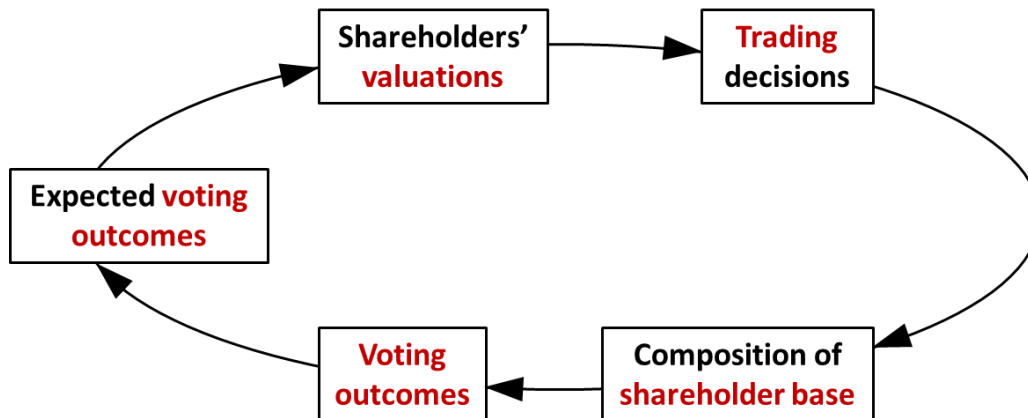 Shareholders’
valuations
Trading
decisions
Expected voting
outcomes
Voting
outcomes
Composition of
shareholder base